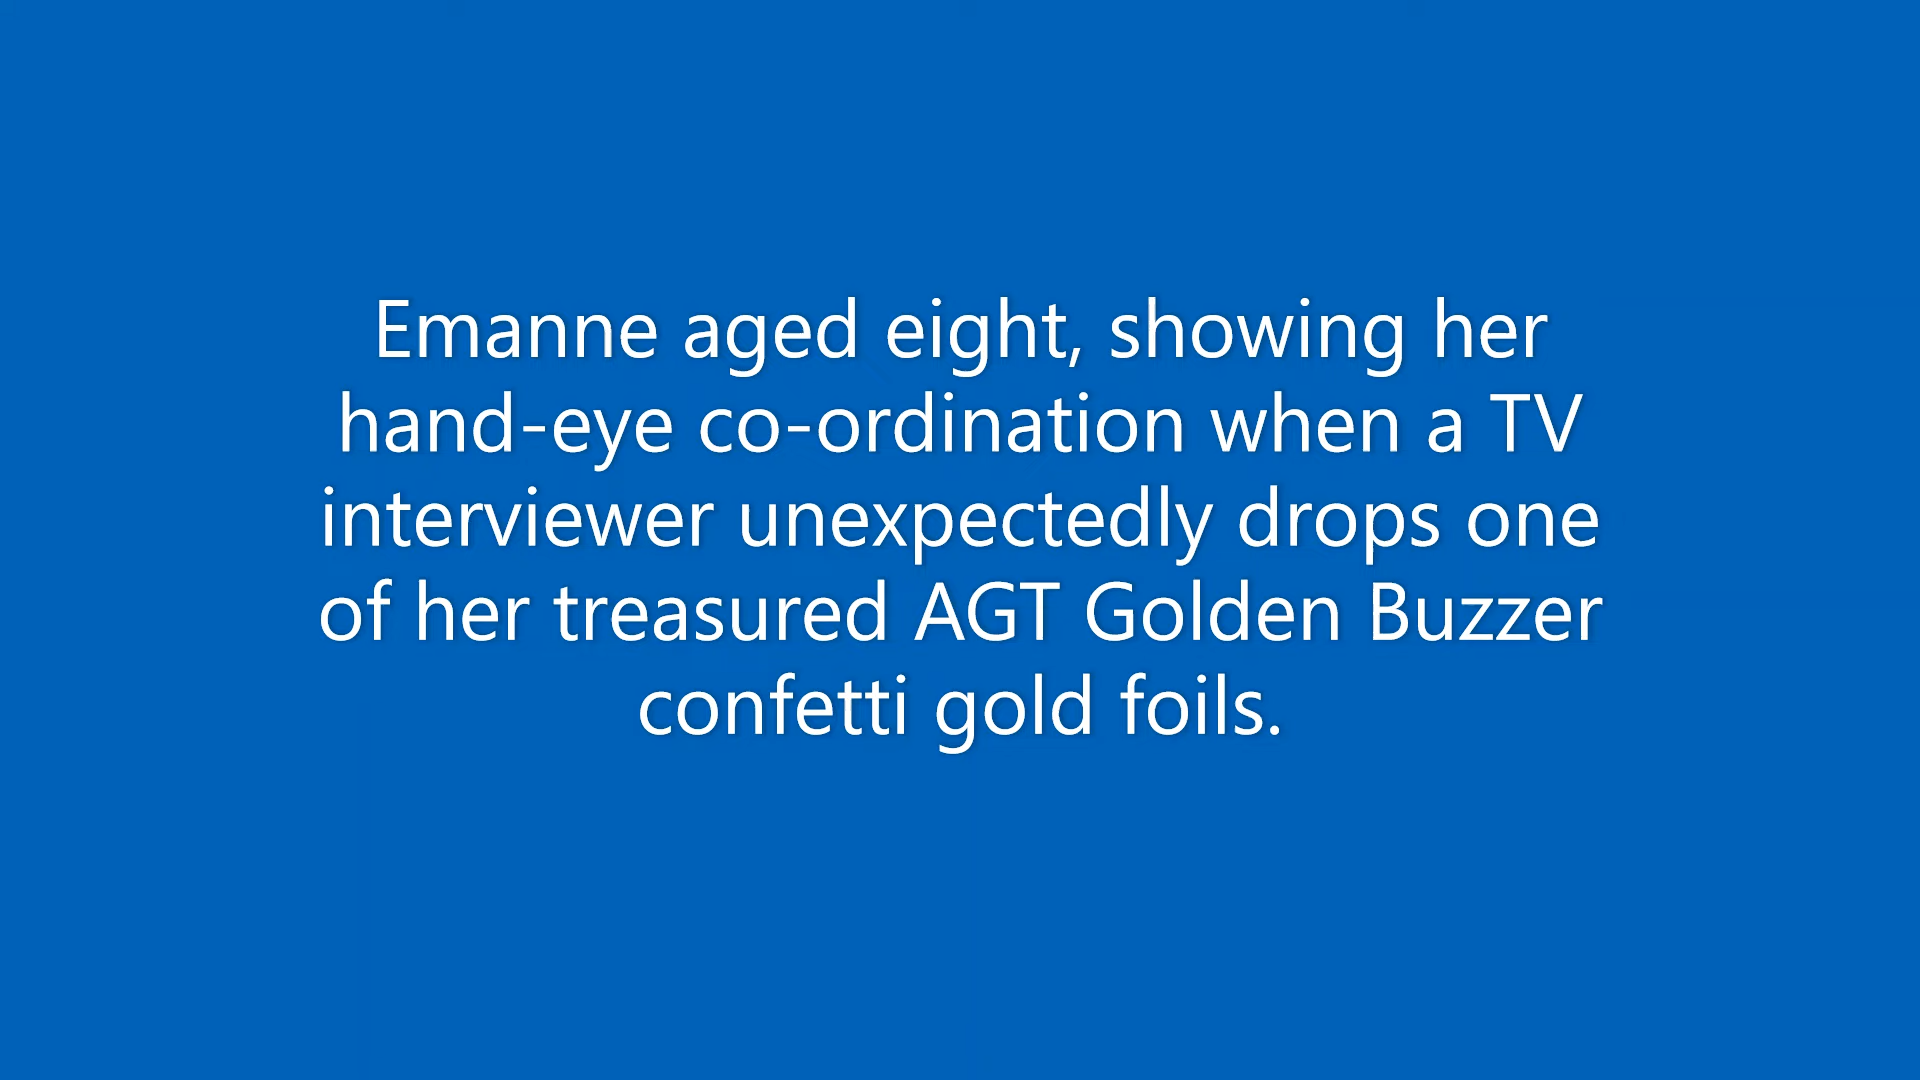 Emanne aged eight, showing her
hand-eye co-ordination when a TV
interviewer unexpectedly drops one
of her treasured AGT Golden Buzzer
confetti gold foils.